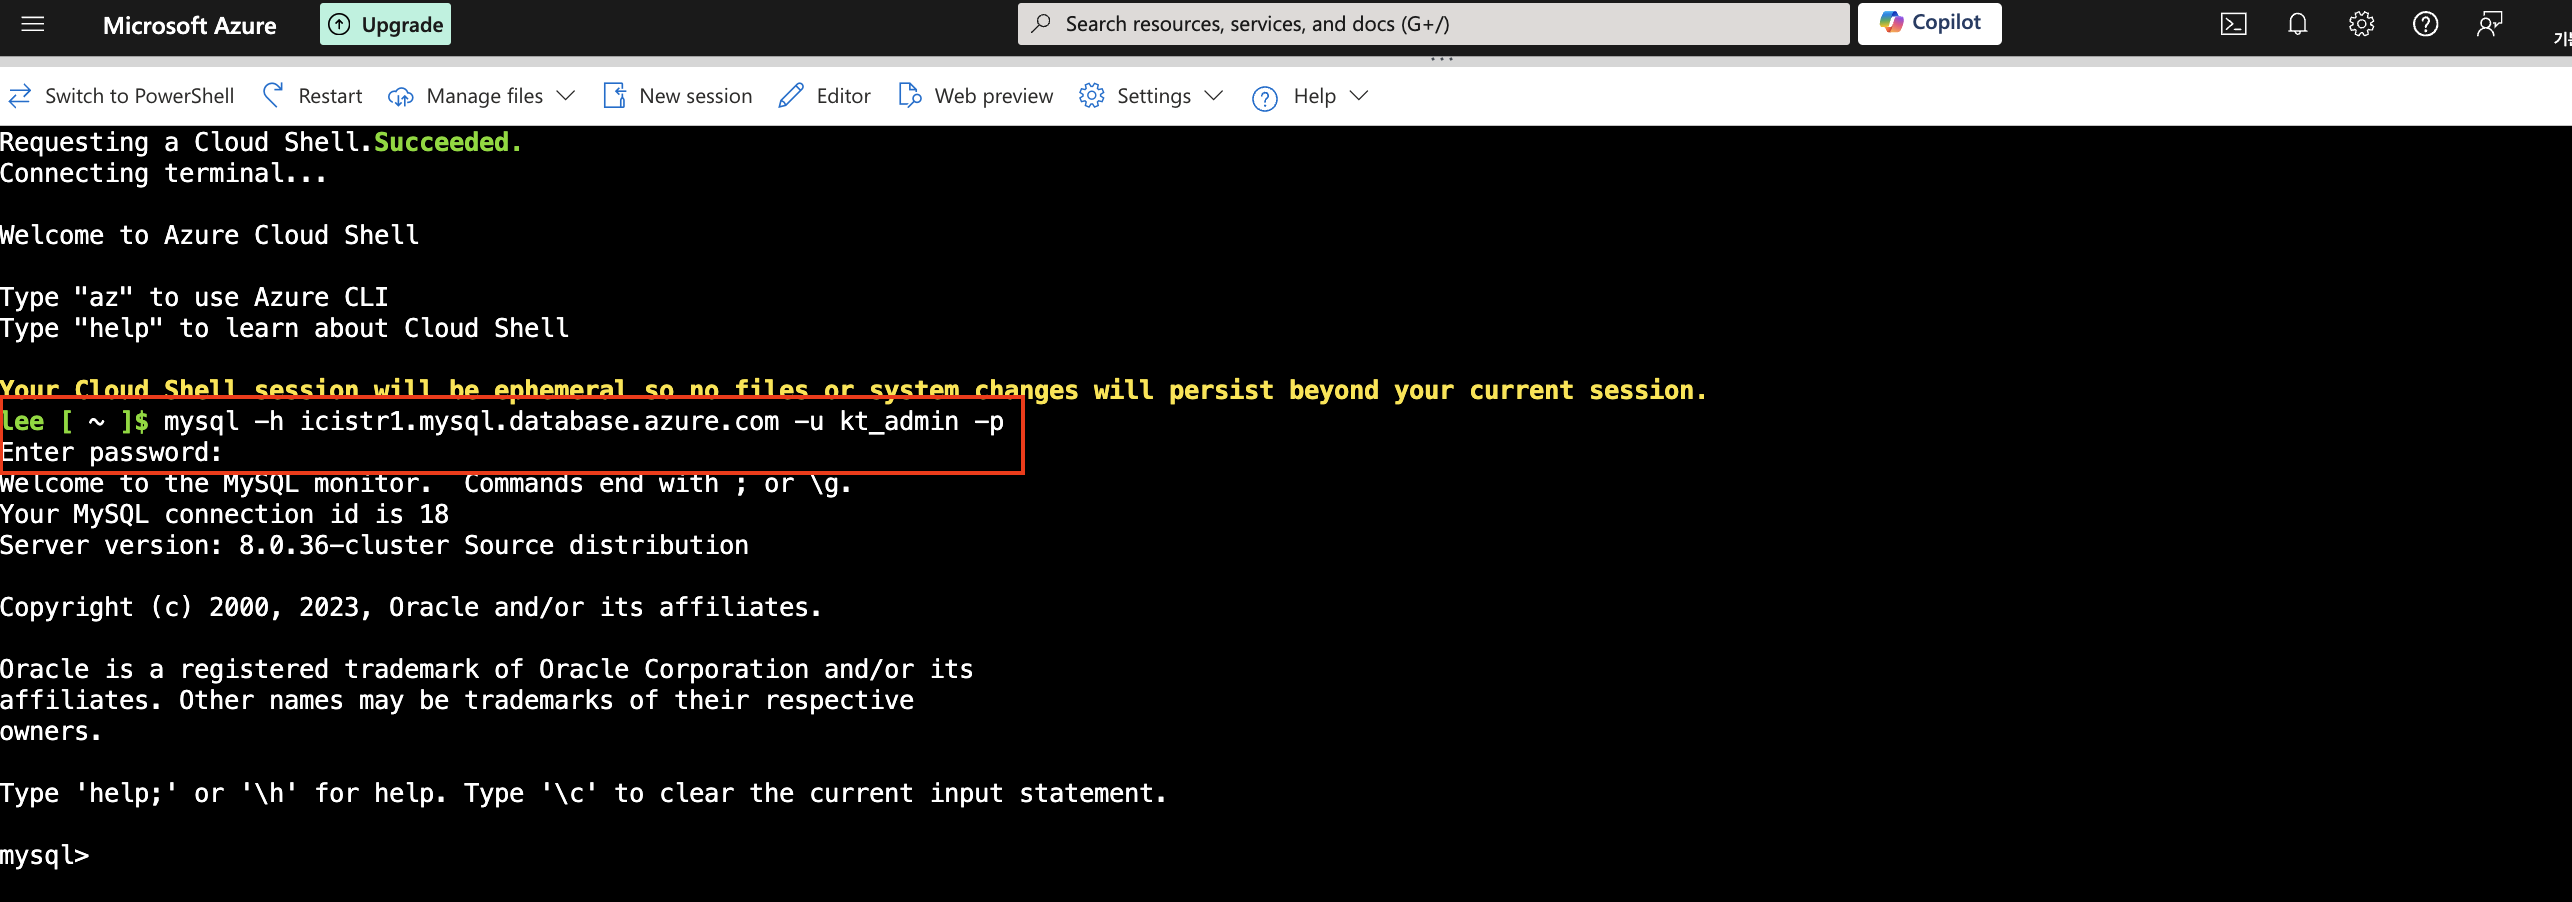 Microsoft Azure
Upgrade
Search resources, services, and docs (G+/)
Copilot
Switch to PowerShell
Restart
Manage files
New session
Editor
Web preview
Settings
Help
Requesting a Cloud Shell.Succeeded.
Connecting terminal...
Welcome to Azure Cloud Shell
Type "az" to use Azure CLI
Type "help" to learn about Cloud Shell
Your Cloud Shell session will be ephemeral so no files or system changes will persist beyond your current session.
lee [ ~ ]$ mysql -h icistr1.mysql.database.azure.com -u kt_admin -p
Enter password:
Welcome to the MySQL monitor.  Commands end with ; or \g.
Your MySQL connection id is 18
Server version: 8.0.36-cluster Source distribution
Copyright (c) 2000, 2023, Oracle and/or its affiliates.
Oracle is a registered trademark of Oracle Corporation and/or its
affiliates. Other names may be trademarks of their respective
owners.
Type 'help;' or '\h' for help. Type '\c' to clear the current input statement.
mysql>